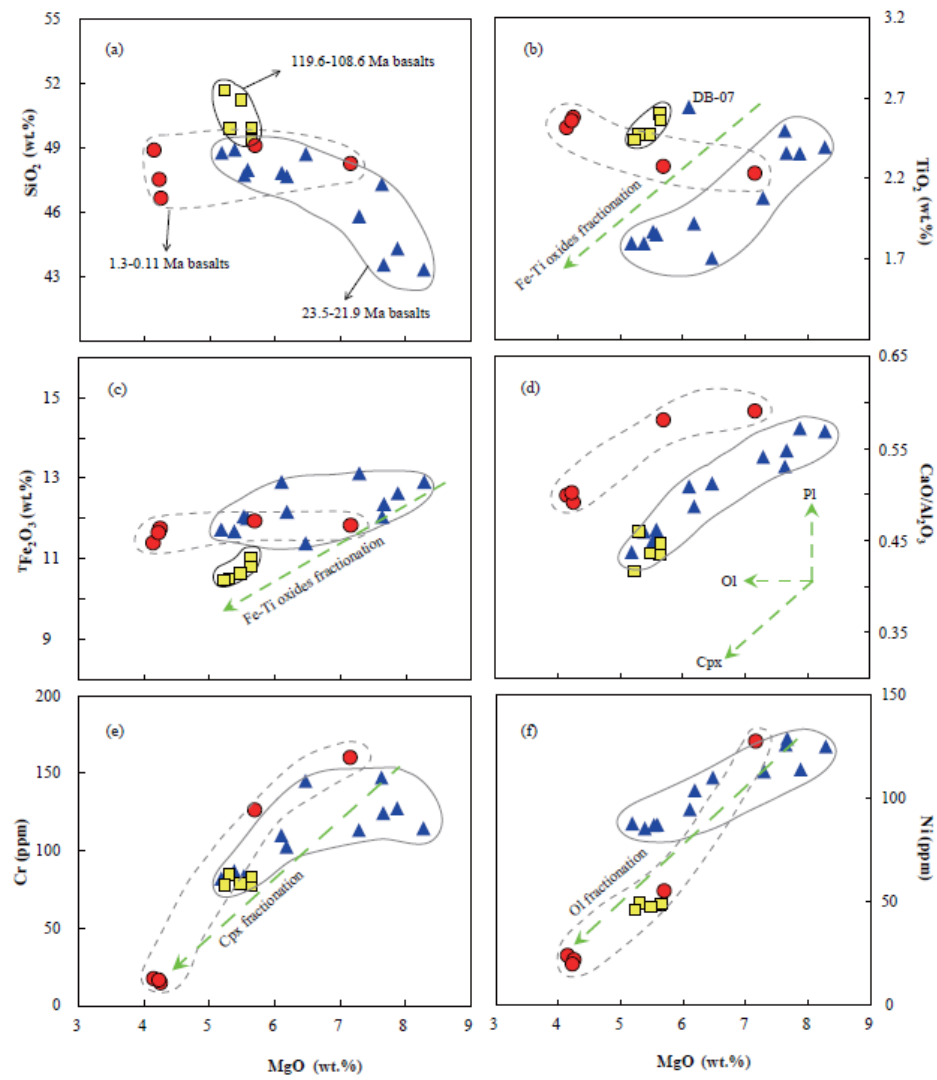 (a)
55
52
49
46
43
SiO2 (wt.%)
119.6-108.6 Ma basalts
1.3-0.11 Ma basalts
23.5-21.9 Ma basalts
(b)
DB-07
Fe-Ti oxides fractionation
3.2
2.7
2.2
1.7
TiO2 (wt.%)
(c)
15
13
11
9
TFe2O3 (wt.%)
Fe-Ti oxides fractionation
(d)
0.65
0.55
0.45
0.35
CaO/Al2O3
Pl
Ol
Cpx
(e)
200
150
100
50
0
Cr (ppm)
Cpx fractionation
3 4 5 6 7 8 9
MgO (wt.%)
(f)
150
100
50
0
Ni (ppm)
Ol fractionation
3 4 5 6 7 8 9
MgO (wt.%)